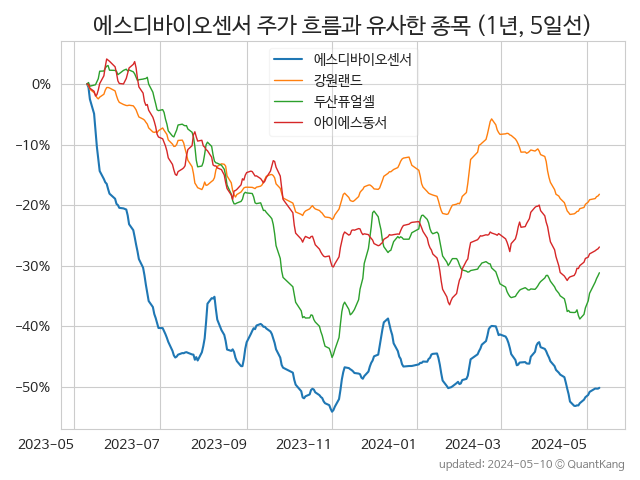 에스디바이오센서 주가 흐름과 유사한 종목 (1년, 5일선)
에스디바이오센서
강원랜드
두산퓨얼셀
아이에스동서
0%
−10%
−20%
−30%
−40%
−50%
2023-05 2023-07 2023-09 2023-11 2024-01 2024-03 2024-05
updated: 2024-05-10 © QuantKang